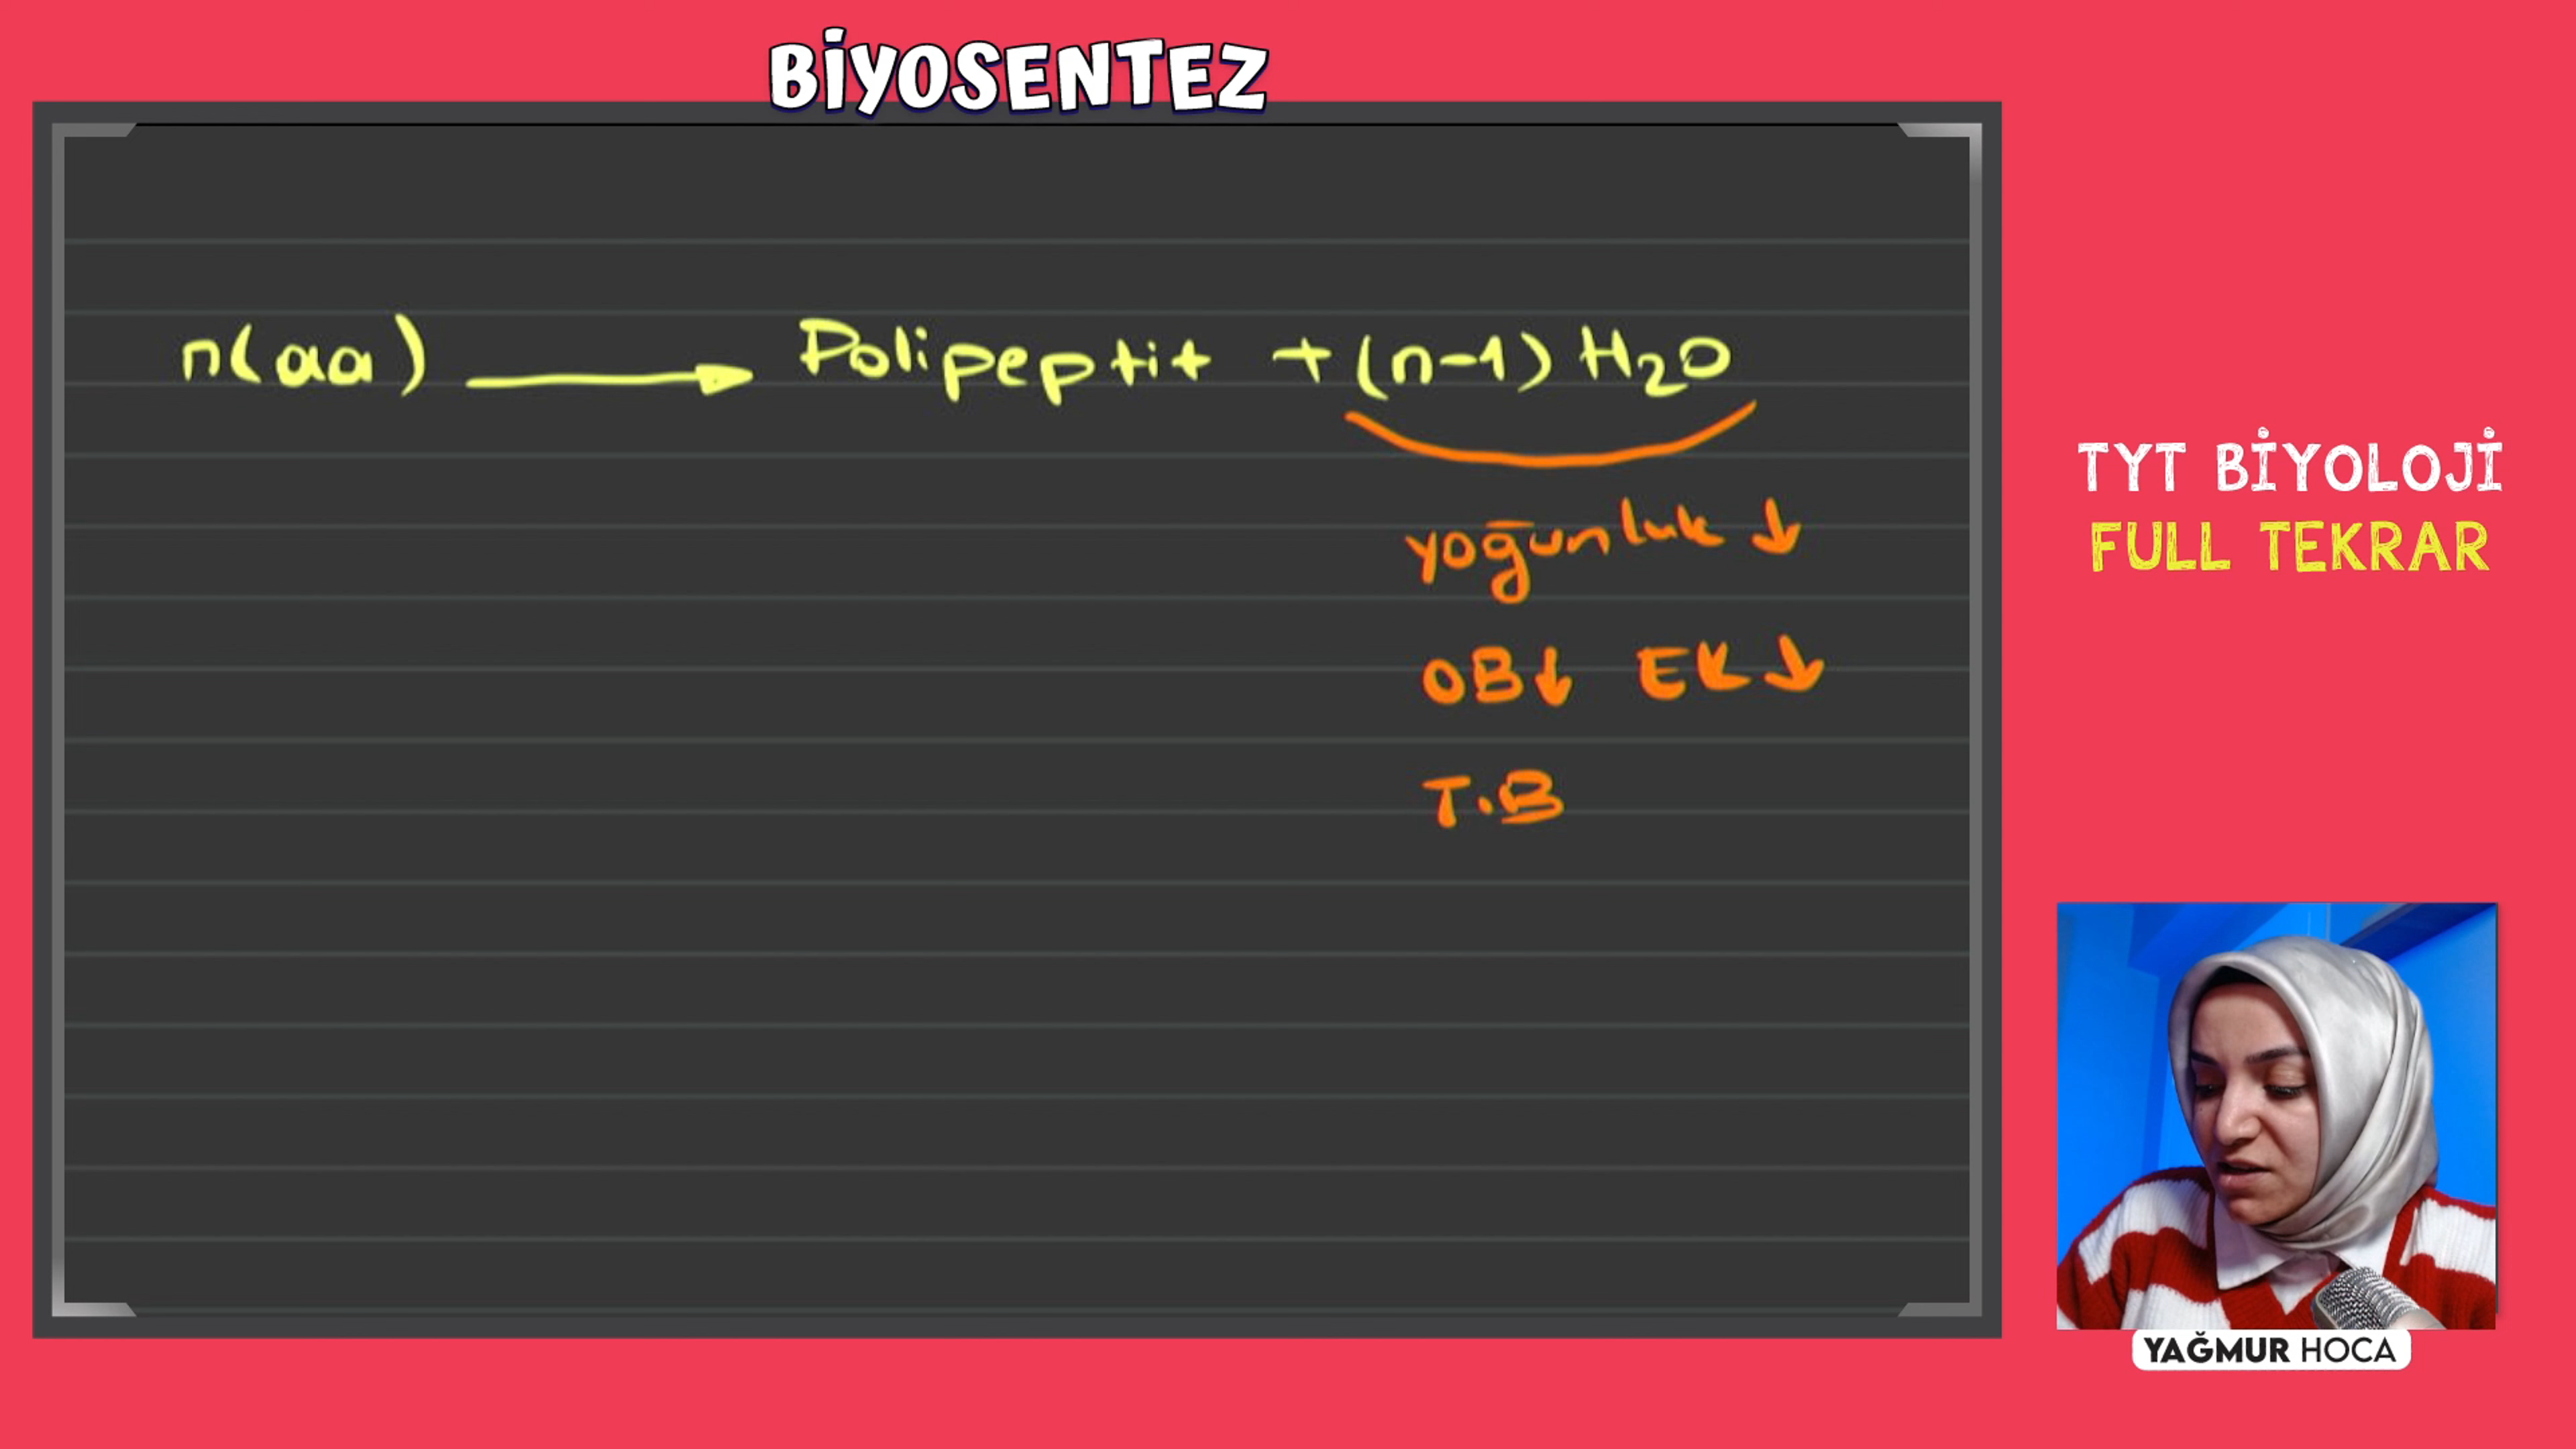 BİYOSENTEZ
n(aa) → Polipeptit + (n-1) H₂O
yoğunluk ↓
OB↓ EK↓
T.B
TYT BİYOLOJİ
FULL TEKRAR
YAĞMUR HOCA